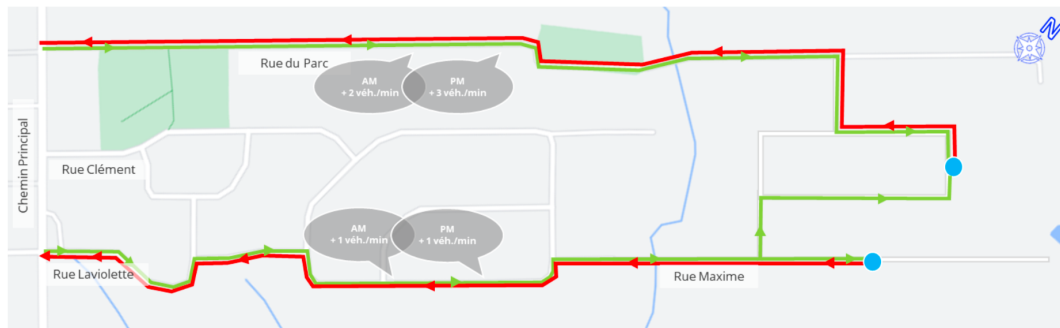 N
Rue du Parc
AM
+ 2 véh./min
PM
+ 3 véh./min
Chemin Principal
Rue Clément
AM
+ 1 véh./min
PM
+ 1 véh./min
Rue Laviolette
Rue Maxime